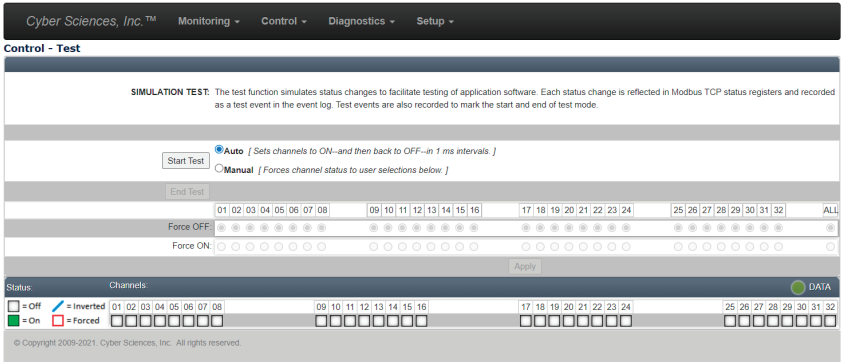 Cyber Sciences, Inc.™ Monitoring Control Diagnostics Setup
Control - Test
SIMULATION TEST: The test function simulates status changes to facilitate testing of application software. Each status change is reflected in Modbus TCP status registers and recorded
as a test event in the event log. Test events are also recorded to mark the start and end of test mode.
Start Test Auto [ Sets channels to ON--and then back to OFF--in 1 ms intervals. ]
Manual [ Forces channel status to user selections below. ]
End Test
01 02 03 04 05 06 07 08 09 10 11 12 13 14 15 16 17 18 19 20 21 22 23 24 25 26 27 28 29 30 31 32 ALL
Force OFF:
Force ON:
Apply
Status: Channels: DATA
= Off = Inverted 01 02 03 04 05 06 07 08 09 10 11 12 13 14 15 16 17 18 19 20 21 22 23 24 25 26 27 28 29 30 31 32
= On = Forced
© Copyright 2009-2021. Cyber Sciences, Inc. All rights reserved.